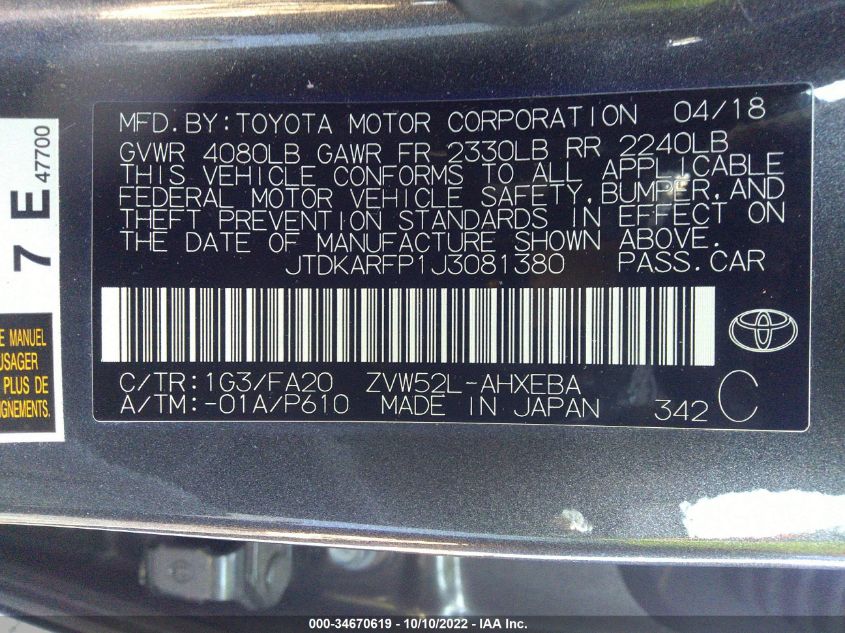 MFD.BY:TOYOTA MOTOR CORPORATION 04/18
GVWR 4080LB GAWR FR 2330LB RR 2240LB
THIS VEHICLE CONFORMS TO ALL APPLICABLE
FEDERAL MOTOR VEHICLE SAFETY,BUMPER,AND
THEFT PREVENTION STANDARDS IN EFFECT ON
THE DATE OF MANUFACTURE SHOWN ABOVE.
JTDKARFP1J3081380 PASS.CAR
C/TR:1G3/FA20 ZVW52L-AHXEBA
A/TM:-01A/P610 MADE IN JAPAN 342 C
7 E
47700
E MANUEL
USAGER
PLUS DE
IGNEMENTS.
000-34670619 - 10/10/2022 - IAA Inc.